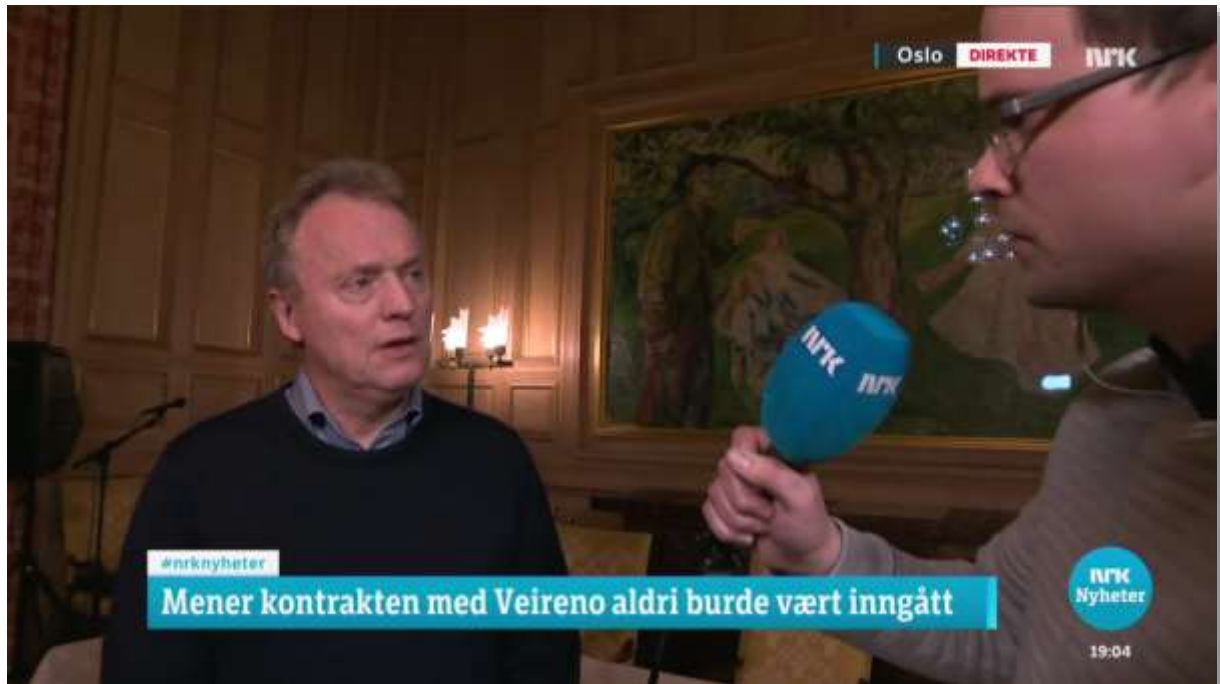 Oslo DIREKTE NRK
NRK NRK
#nrknyheter
Mener kontrakten med Veireno aldri burde vært inngått
NRK
Nyheter
19:04